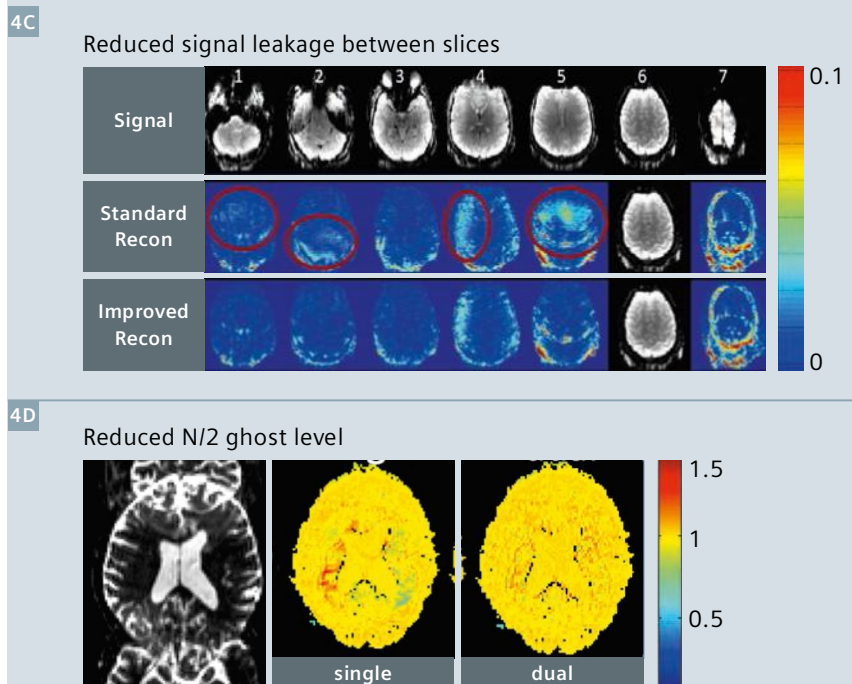 4C
Reduced signal leakage between slices
Signal
1 2 3 4 5 6 7
0.1
Standard
Recon
Improved
Recon
0
4D
Reduced N/2 ghost level
1.5
1
0.5
single
dual